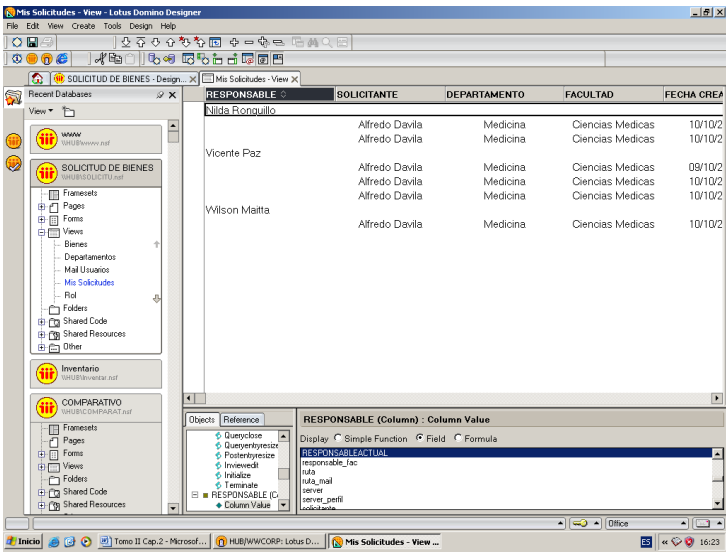 Mis Solicitudes - View - Lotus Domino Designer
File Edit View Create Tools Design Help
SOLICITUD DE BIENES - Design...
Mis Solicitudes - View
Recent Databases
View
www
WHUB\www.nsf
SOLICITUD DE BIENES
WHUB\SOLICITU.nsf
Framesets
Pages
Forms
Views
Bienes
Departamentos
Mail Usuarios
Mis Solicitudes
Rol
Folders
Shared Code
Shared Resources
Other
Inventario
WHUB\Inventar.nsf
COMPARATIVO
WHUB\COMPARAT.nsf
Framesets
Pages
Forms
Views
Folders
Shared Code
Shared Resources
RESPONSABLE SOLICITANTE DEPARTAMENTO FACULTAD FECHA CREA
Nilda Ronquillo
Alfredo Davila Medicina Ciencias Medicas 10/10/2
Alfredo Davila Medicina Ciencias Medicas 10/10/2
Vicente Paz
Alfredo Davila Medicina Ciencias Medicas 09/10/2
Alfredo Davila Medicina Ciencias Medicas 10/10/2
Alfredo Davila Medicina Ciencias Medicas 10/10/2
Wilson Maitta
Alfredo Davila Medicina Ciencias Medicas 10/10/2
Objects Reference
Queryclose
Queryentryresize
Postentryresize
Inviewedit
Initialize
Terminate
RESPONSABLE (C
Column Value
RESPONSABLE (Column) : Column Value
Display Simple Function Field Formula
RESPONSABLEACTUAL
responsable_fac
ruta
ruta_mail
server
server_perfil
solicitante
Office
Inicio
Tomo II Cap.2 - Microsof...
HUB/WWCORP: Lotus D...
Mis Solicitudes - View ...
ES
16:23